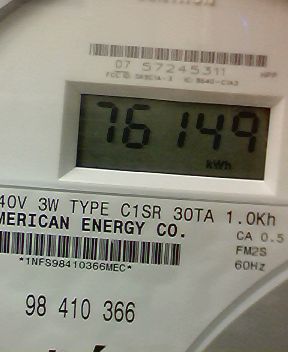 07 57245311
76149
kWh
40V 3W TYPE C1SR 30TA 1.0Kh
MERICAN ENERGY CO.
CA 0.5
FM2S
60Hz
*1NFS98410366MEC*
98 410 366